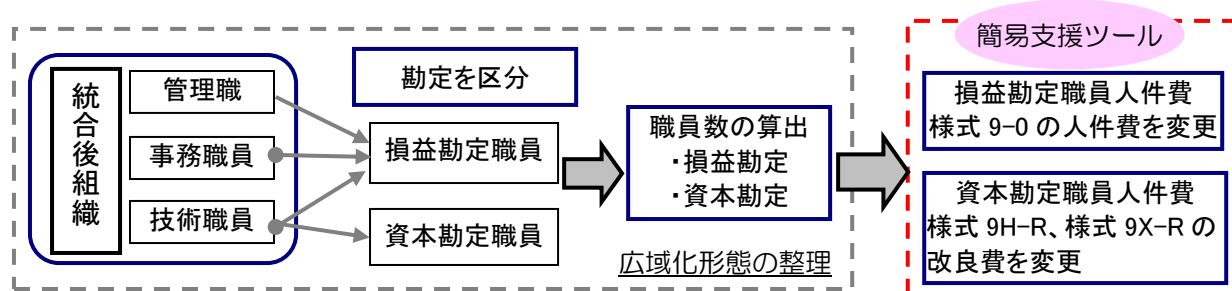 統合後組織
管理職
事務職員
技術職員
勘定を区分
損益勘定職員
資本勘定職員
職員数の算出
・損益勘定
・資本勘定
広域化形態の整理
簡易支援ツール
損益勘定職員人件費
様式 9-0 の人件費を変更
資本勘定職員人件費
様式 9H-R、様式 9X-R の
改良費を変更